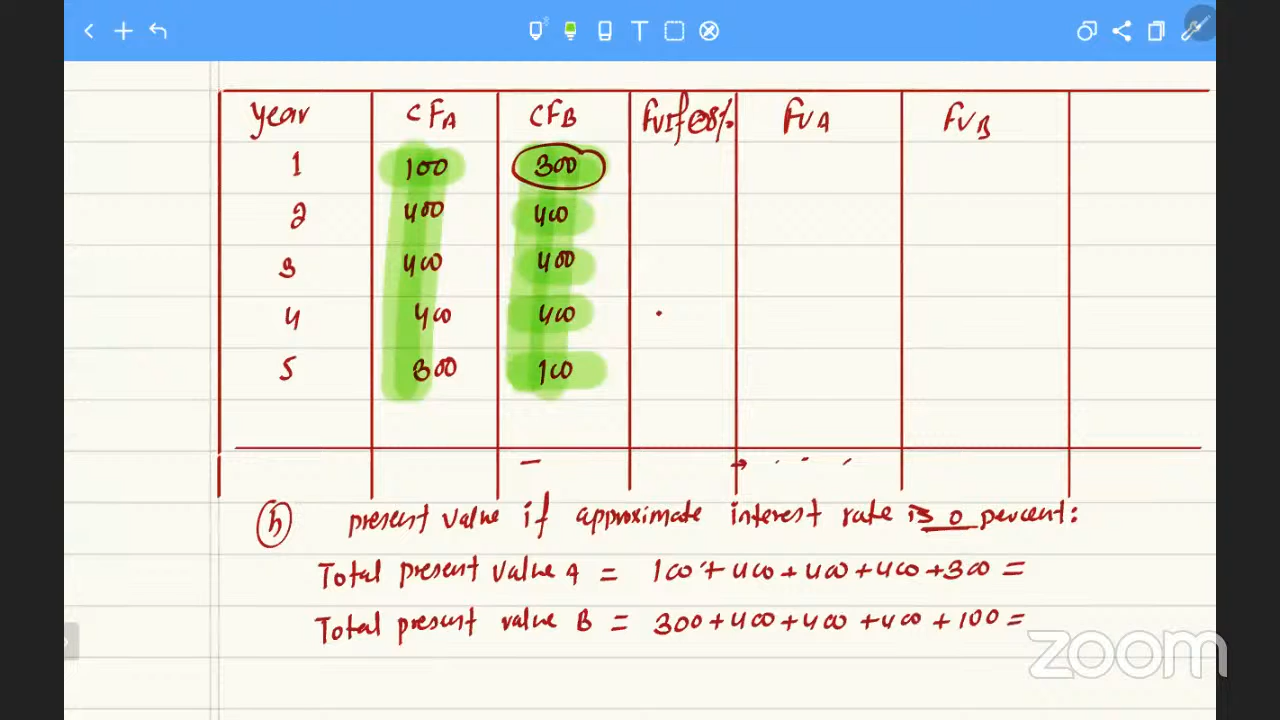 year CFA CFB FVIf@8% FVA FVB
1 100 300
2 400 400
3 400 400
4 400 400
5 300 100
(b) present value if approximate interest rate is 0 percent:
Total present value A = 100 + 400 + 400 + 400 + 300 =
Total present value B = 300 + 400 + 400 + 400 + 100 =
zoom